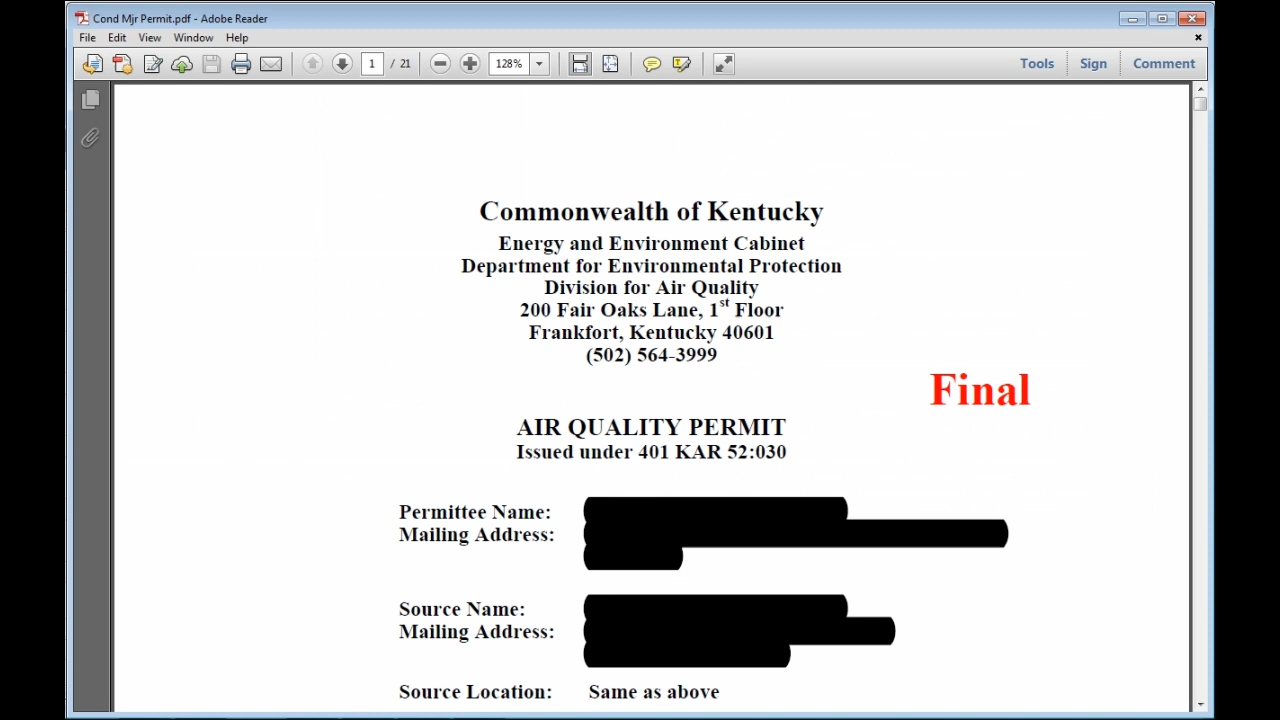 Cond Mjr Permit.pdf - Adobe Reader
File Edit View Window Help
1 / 21 128% Tools Sign Comment
Commonwealth of Kentucky
Energy and Environment Cabinet
Department for Environmental Protection
Division for Air Quality
200 Fair Oaks Lane, 1st Floor
Frankfort, Kentucky 40601
(502) 564-3999
Final
AIR QUALITY PERMIT
Issued under 401 KAR 52:030
Permittee Name:
Mailing Address:
Source Name:
Mailing Address:
Source Location: Same as above